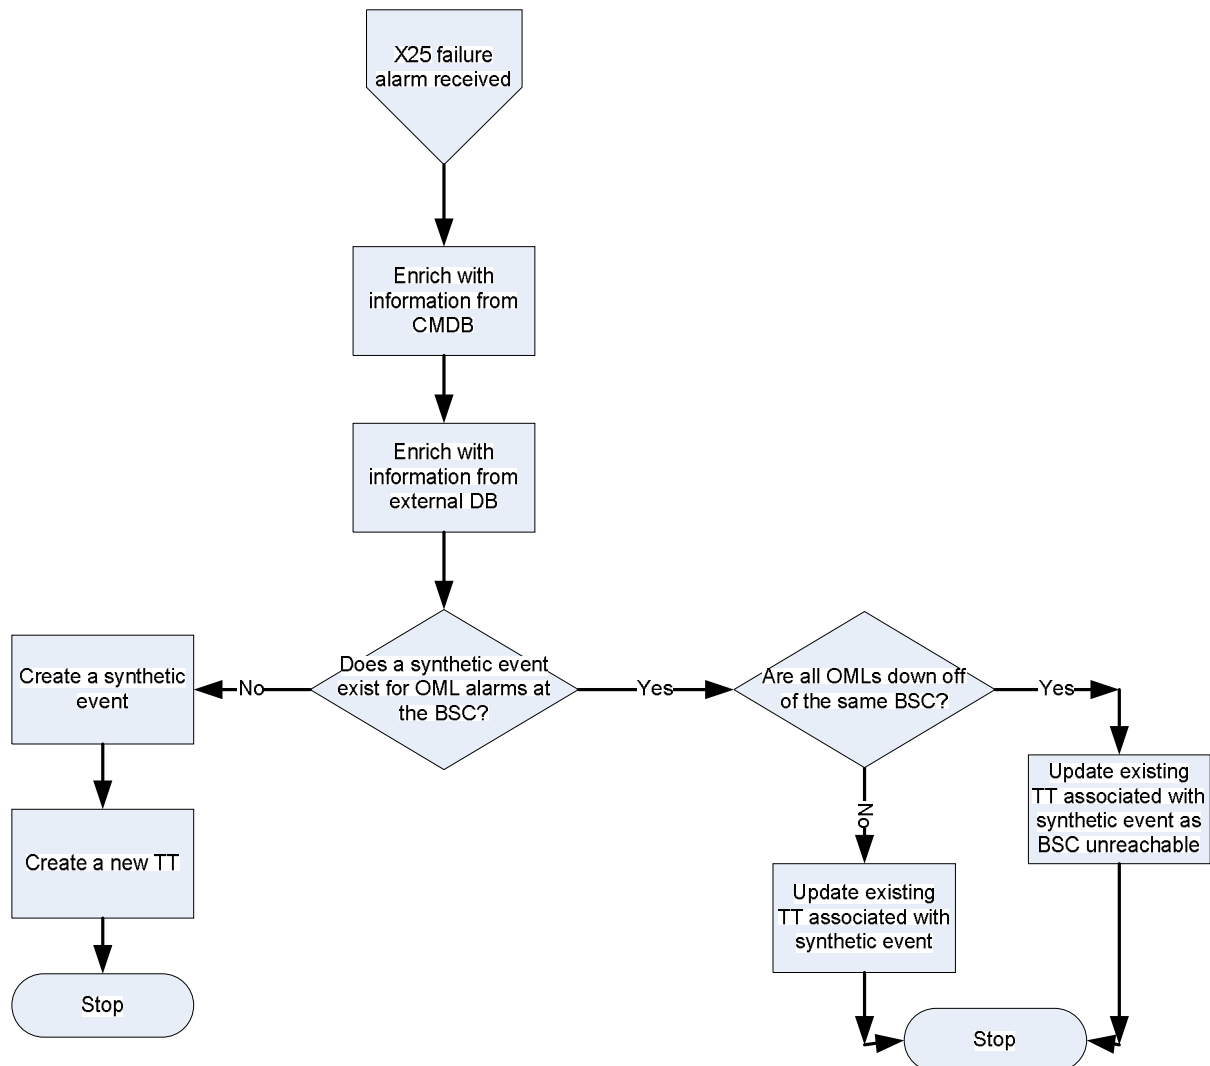 X25 failure
alarm received
Enrich with
information from
CMDB
Enrich with
information from
external DB
Does a synthetic event
exist for OML alarms at
the BSC?
No
Create a synthetic
event
Create a new TT
Stop
Yes
Are all OMLs down off
of the same BSC?
Yes
Update existing
TT associated with
synthetic event as
BSC unreachable
No
Update existing
TT associated with
synthetic event
Stop